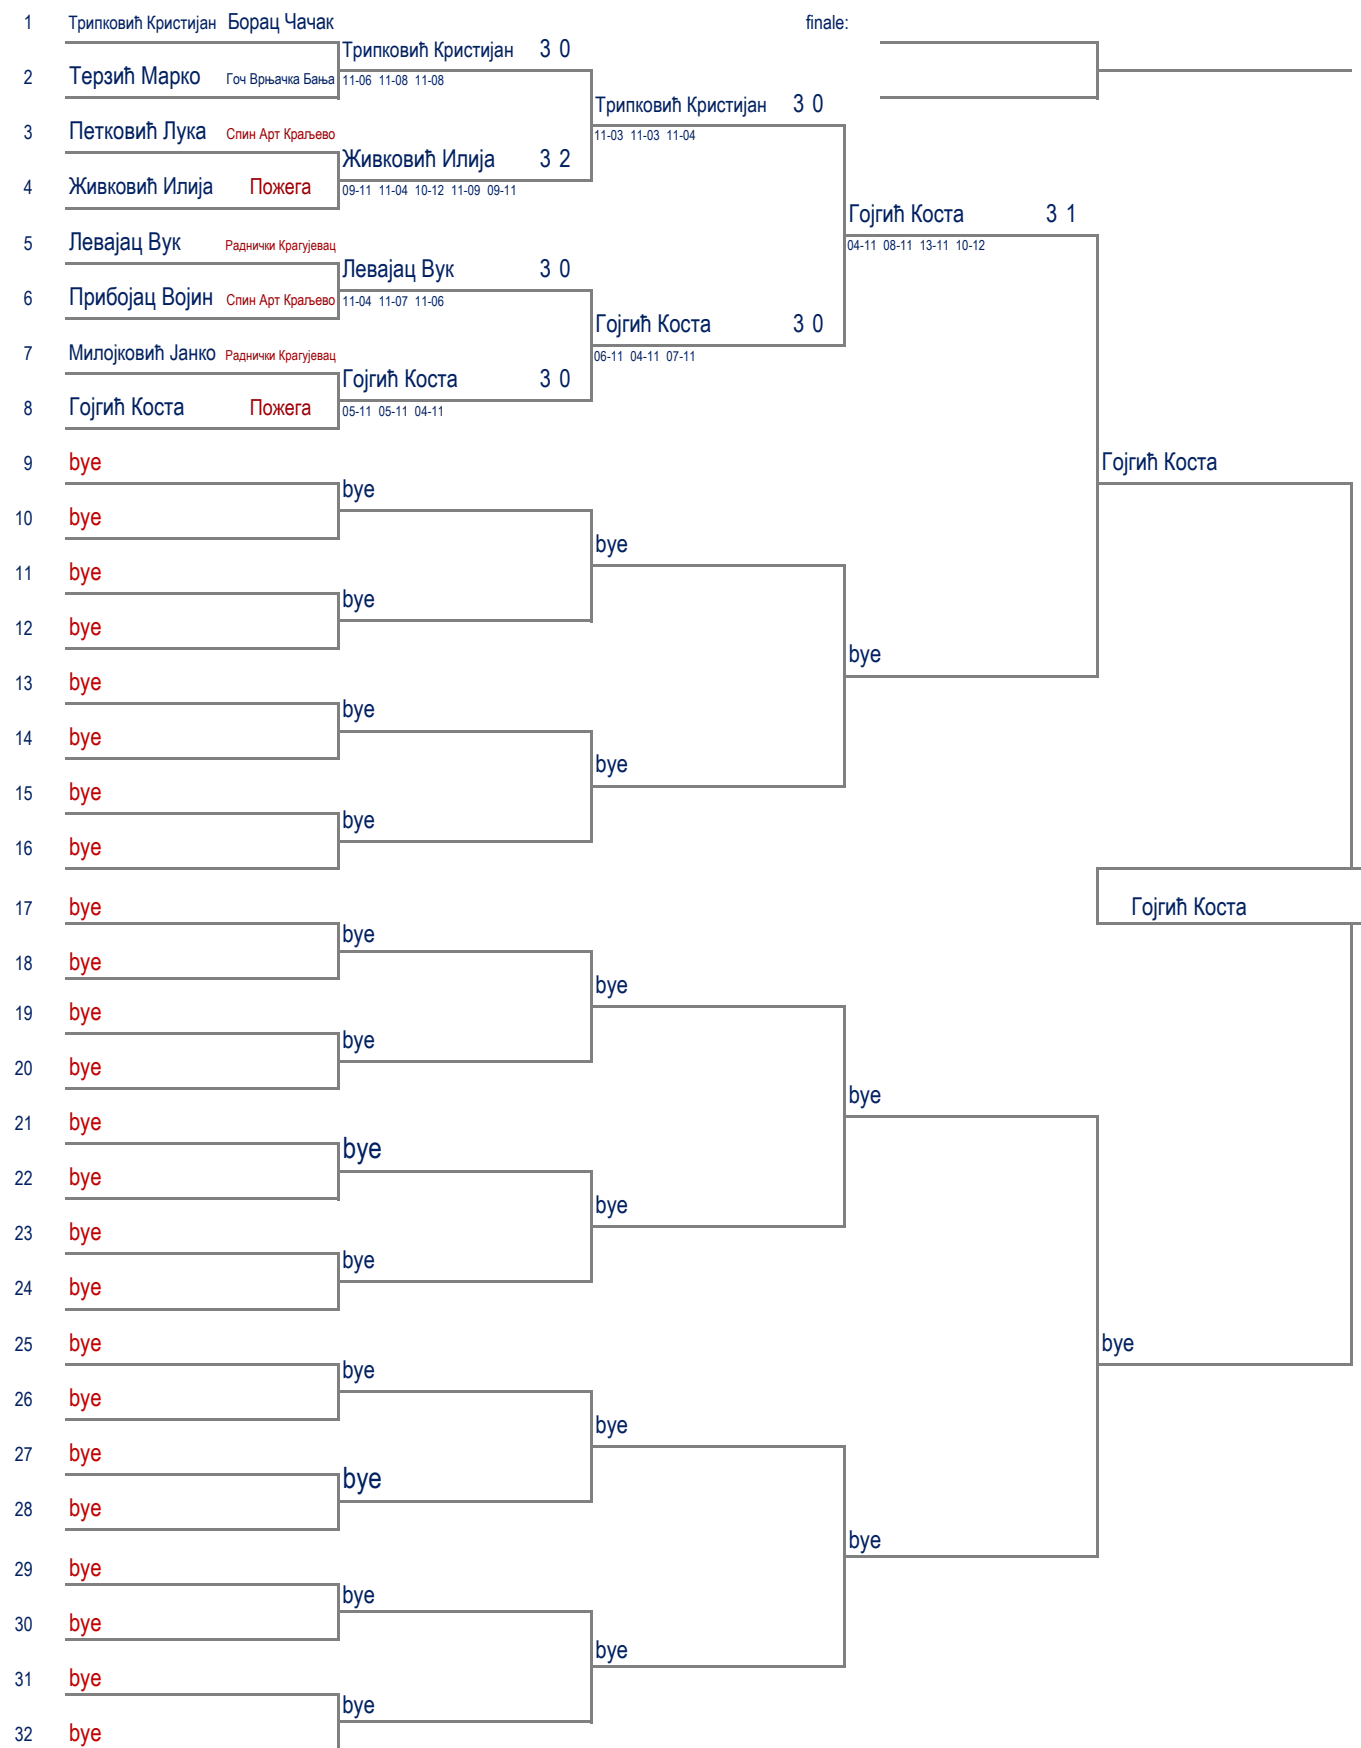 1 Трипковић Кристијан Борац Чачак finale:
Трипковић Кристијан 3 0
2 Терзић Марко Гоч Врњачка Бања 11-06 11-08 11-08
Трипковић Кристијан 3 0
3 Петковић Лука Спин Арт Краљево 11-03 11-03 11-04
Живковић Илија 3 2
4 Живковић Илија Пожега 09-11 11-04 10-12 11-09 09-11
Гојгић Коста 3 1
5 Левајац Вук Раднички Крагујевац 04-11 08-11 13-11 10-12
Левајац Вук 3 0
6 Прибојац Војин Спин Арт Краљево 11-04 11-07 11-06
Гојгић Коста 3 0
7 Милојковић Јанко Раднички Крагујевац 06-11 04-11 07-11
Гојгић Коста 3 0
8 Гојгић Коста Пожега 05-11 05-11 04-11
9 bye Гојгић Коста
bye
10 bye
bye
11 bye
bye
12 bye
bye
13 bye
bye
14 bye
bye
15 bye
bye
16 bye
17 bye Гојгић Коста
bye
18 bye
bye
19 bye
bye
20 bye
bye
21 bye
bye
22 bye
bye
23 bye
bye
24 bye
25 bye bye
bye
26 bye
bye
27 bye
bye
28 bye
bye
29 bye
bye
30 bye
bye
31 bye
bye
32 bye